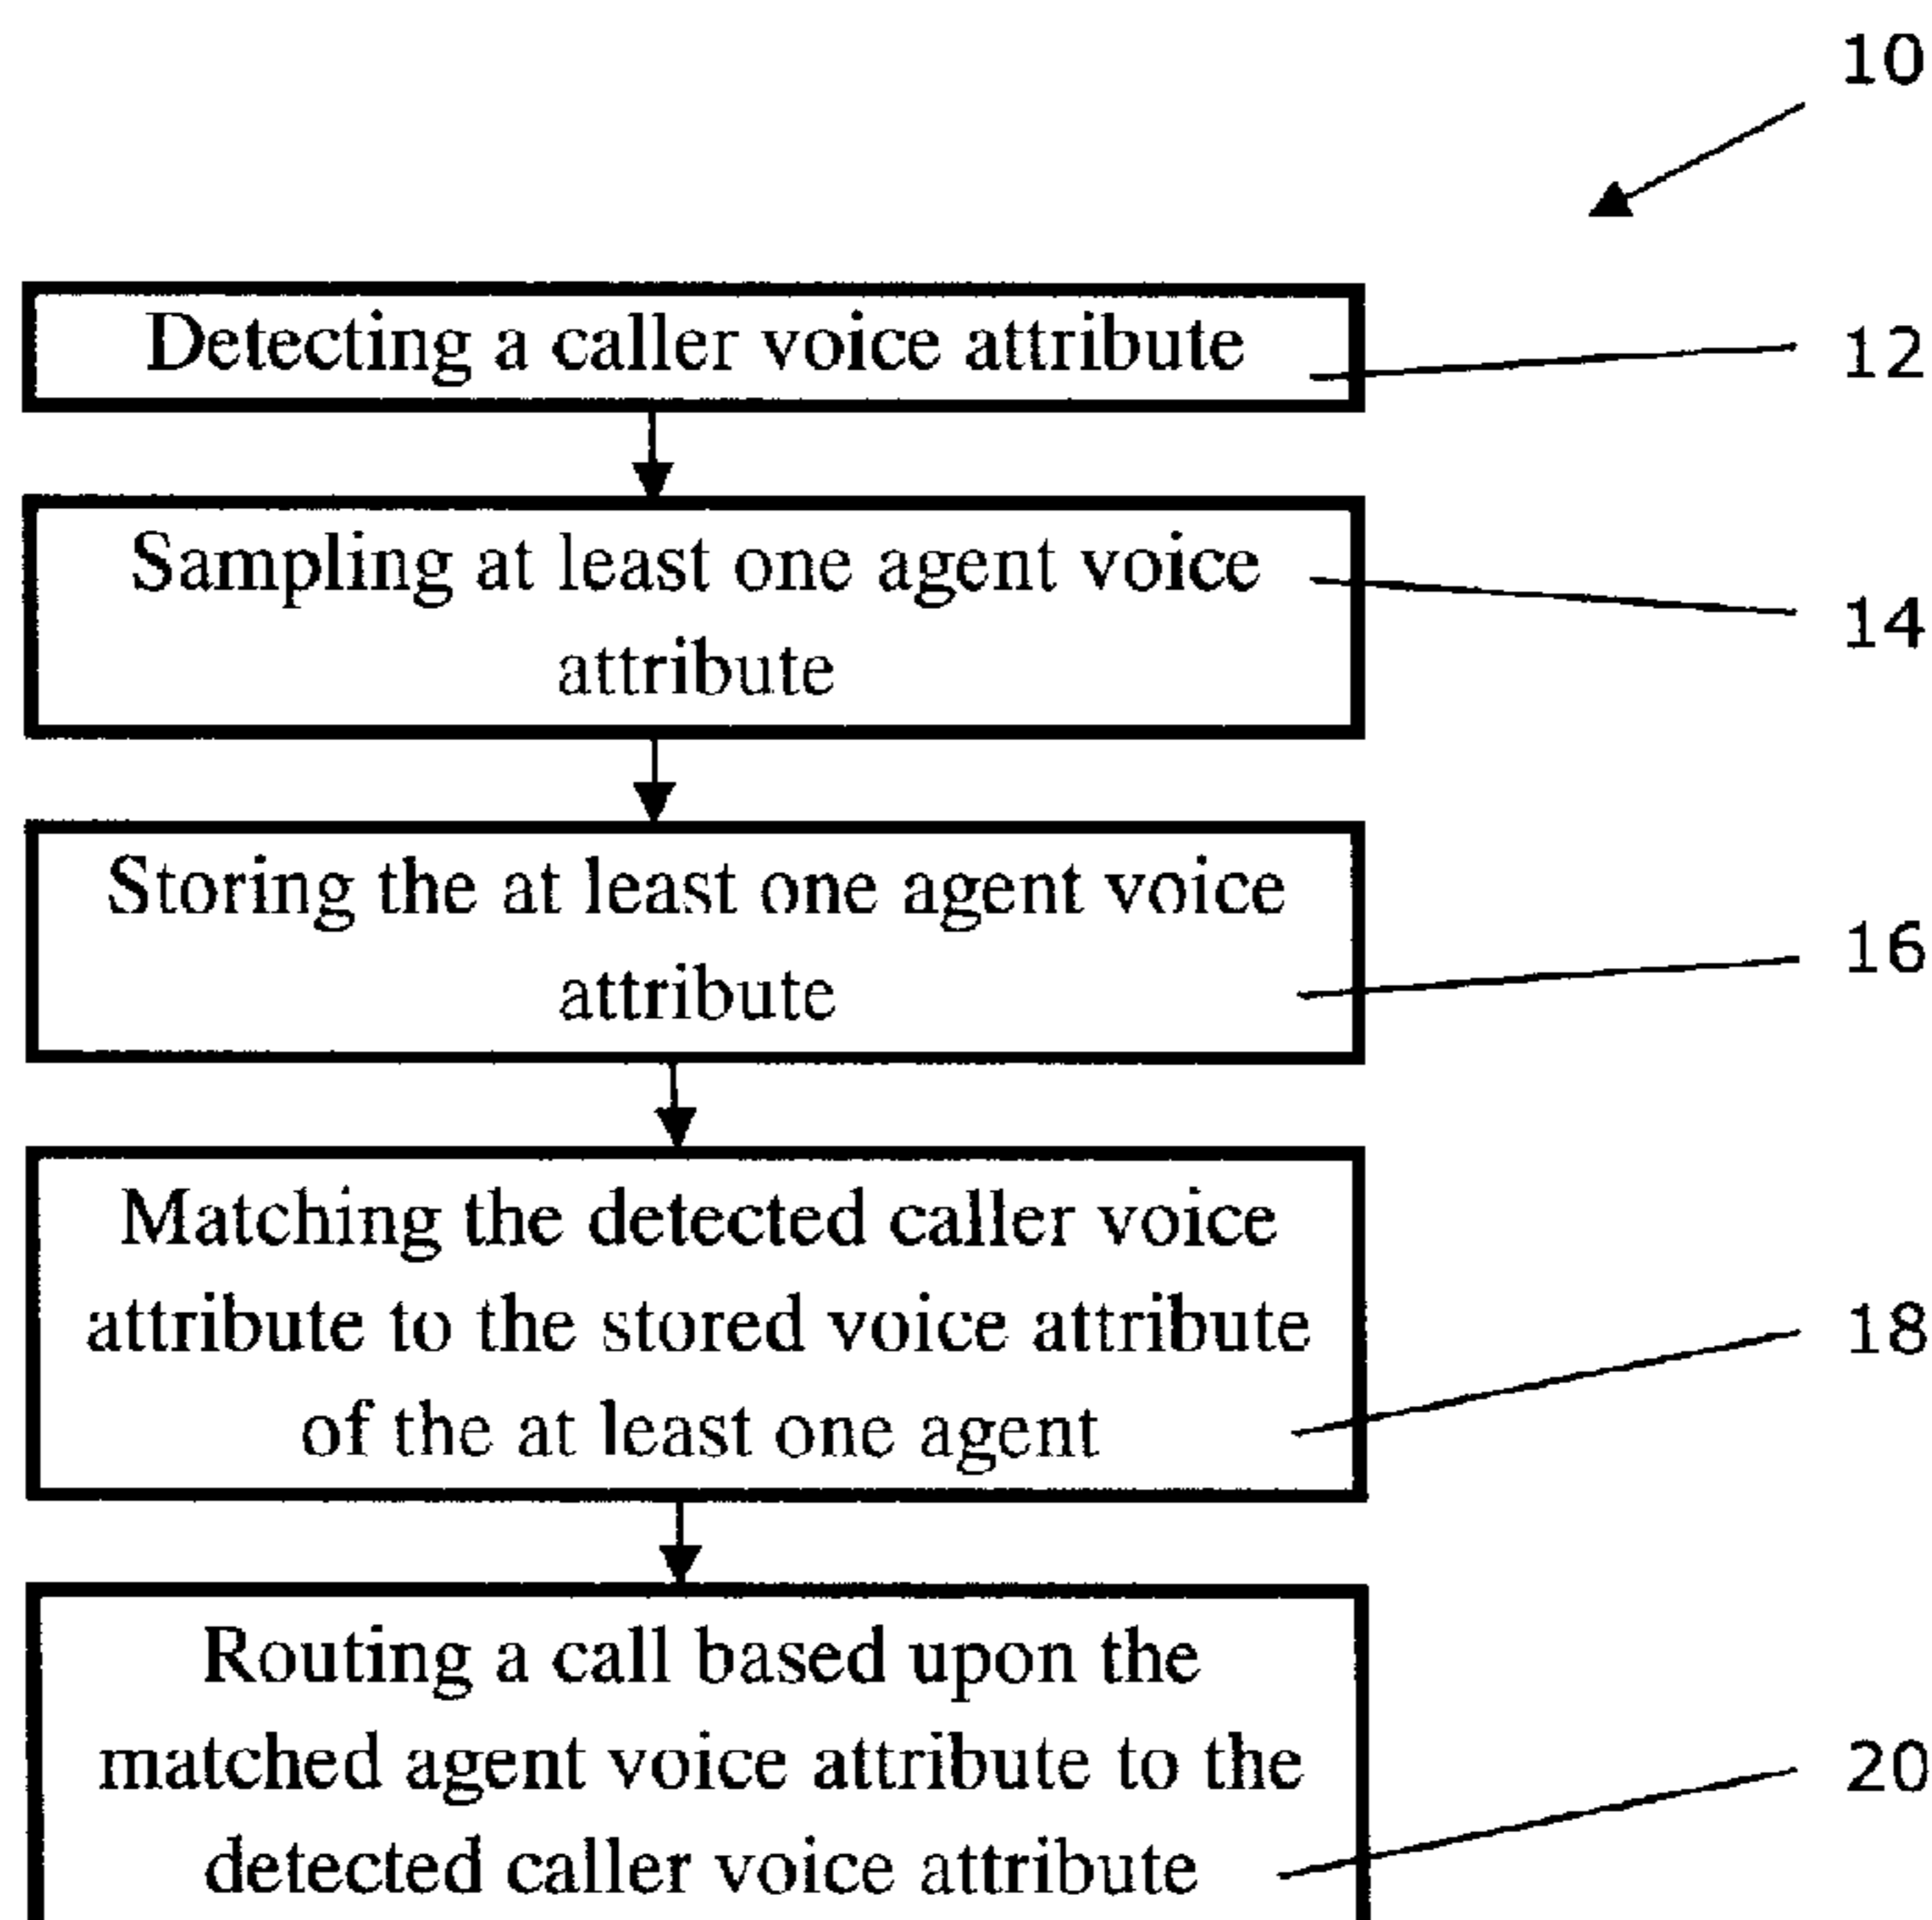 10
Detecting a caller voice attribute
12
Sampling at least one agent voice
attribute
14
Storing the at least one agent voice
attribute
16
Matching the detected caller voice
attribute to the stored voice attribute
of the at least one agent
18
Routing a call based upon the
matched agent voice attribute to the
detected caller voice attribute
20